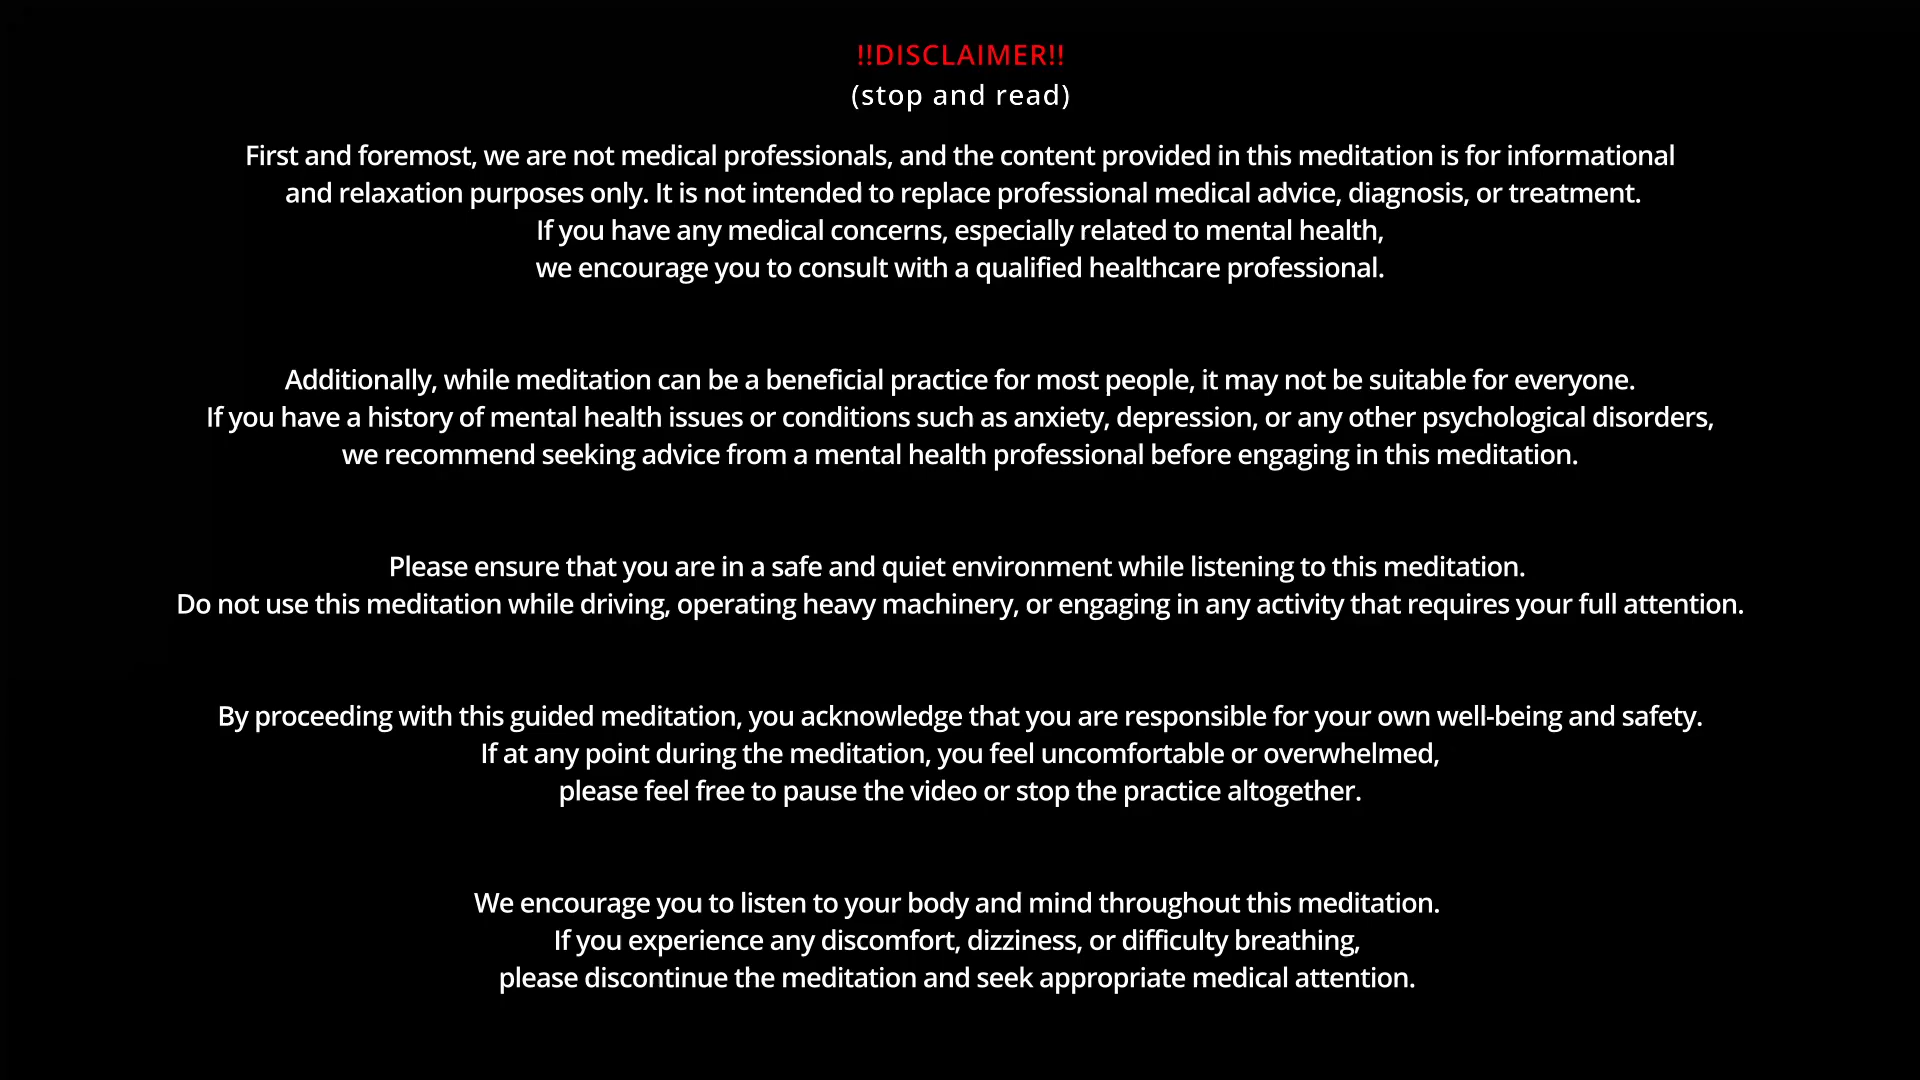 !!DISCLAIMER!!
(stop and read)
First and foremost, we are not medical professionals, and the content provided in this meditation is for informational
and relaxation purposes only. It is not intended to replace professional medical advice, diagnosis, or treatment.
If you have any medical concerns, especially related to mental health,
we encourage you to consult with a qualified healthcare professional.
Additionally, while meditation can be a beneficial practice for most people, it may not be suitable for everyone.
If you have a history of mental health issues or conditions such as anxiety, depression, or any other psychological disorders,
we recommend seeking advice from a mental health professional before engaging in this meditation.
Please ensure that you are in a safe and quiet environment while listening to this meditation.
Do not use this meditation while driving, operating heavy machinery, or engaging in any activity that requires your full attention.
By proceeding with this guided meditation, you acknowledge that you are responsible for your own well-being and safety.
If at any point during the meditation, you feel uncomfortable or overwhelmed,
please feel free to pause the video or stop the practice altogether.
We encourage you to listen to your body and mind throughout this meditation.
If you experience any discomfort, dizziness, or difficulty breathing,
please discontinue the meditation and seek appropriate medical attention.